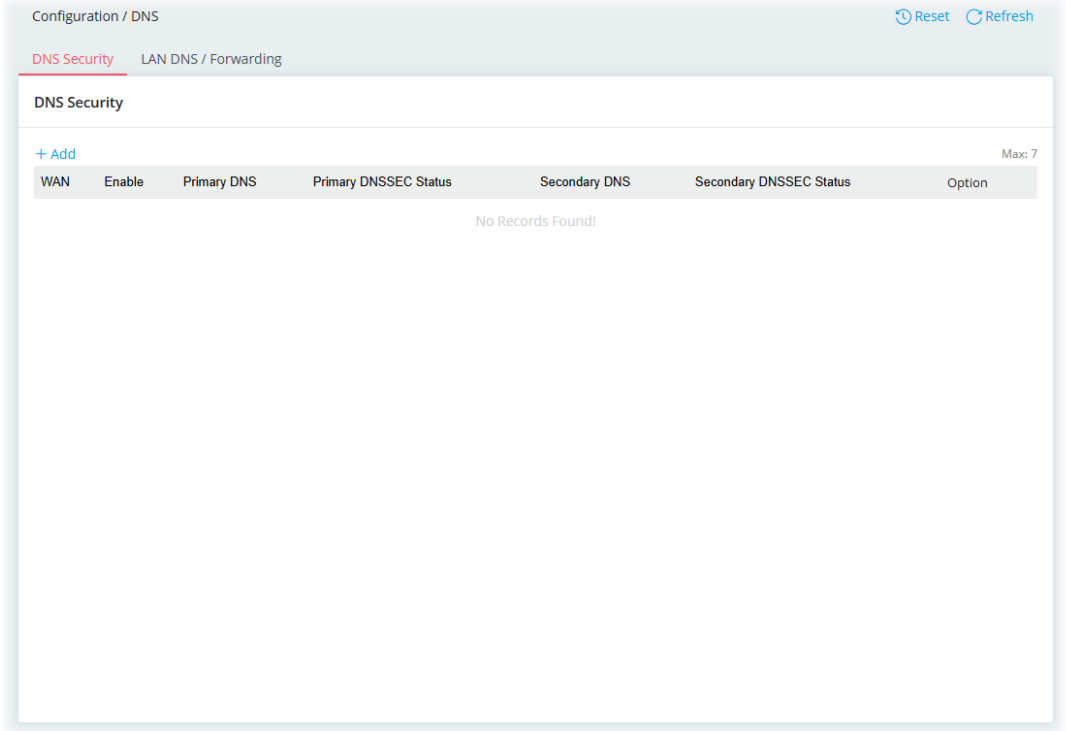 Configuration / DNS Reset Refresh
DNS Security LAN DNS / Forwarding
DNS Security
+ Add Max: 7
WAN Enable Primary DNS Primary DNSSEC Status Secondary DNS Secondary DNSSEC Status Option
No Records Found!